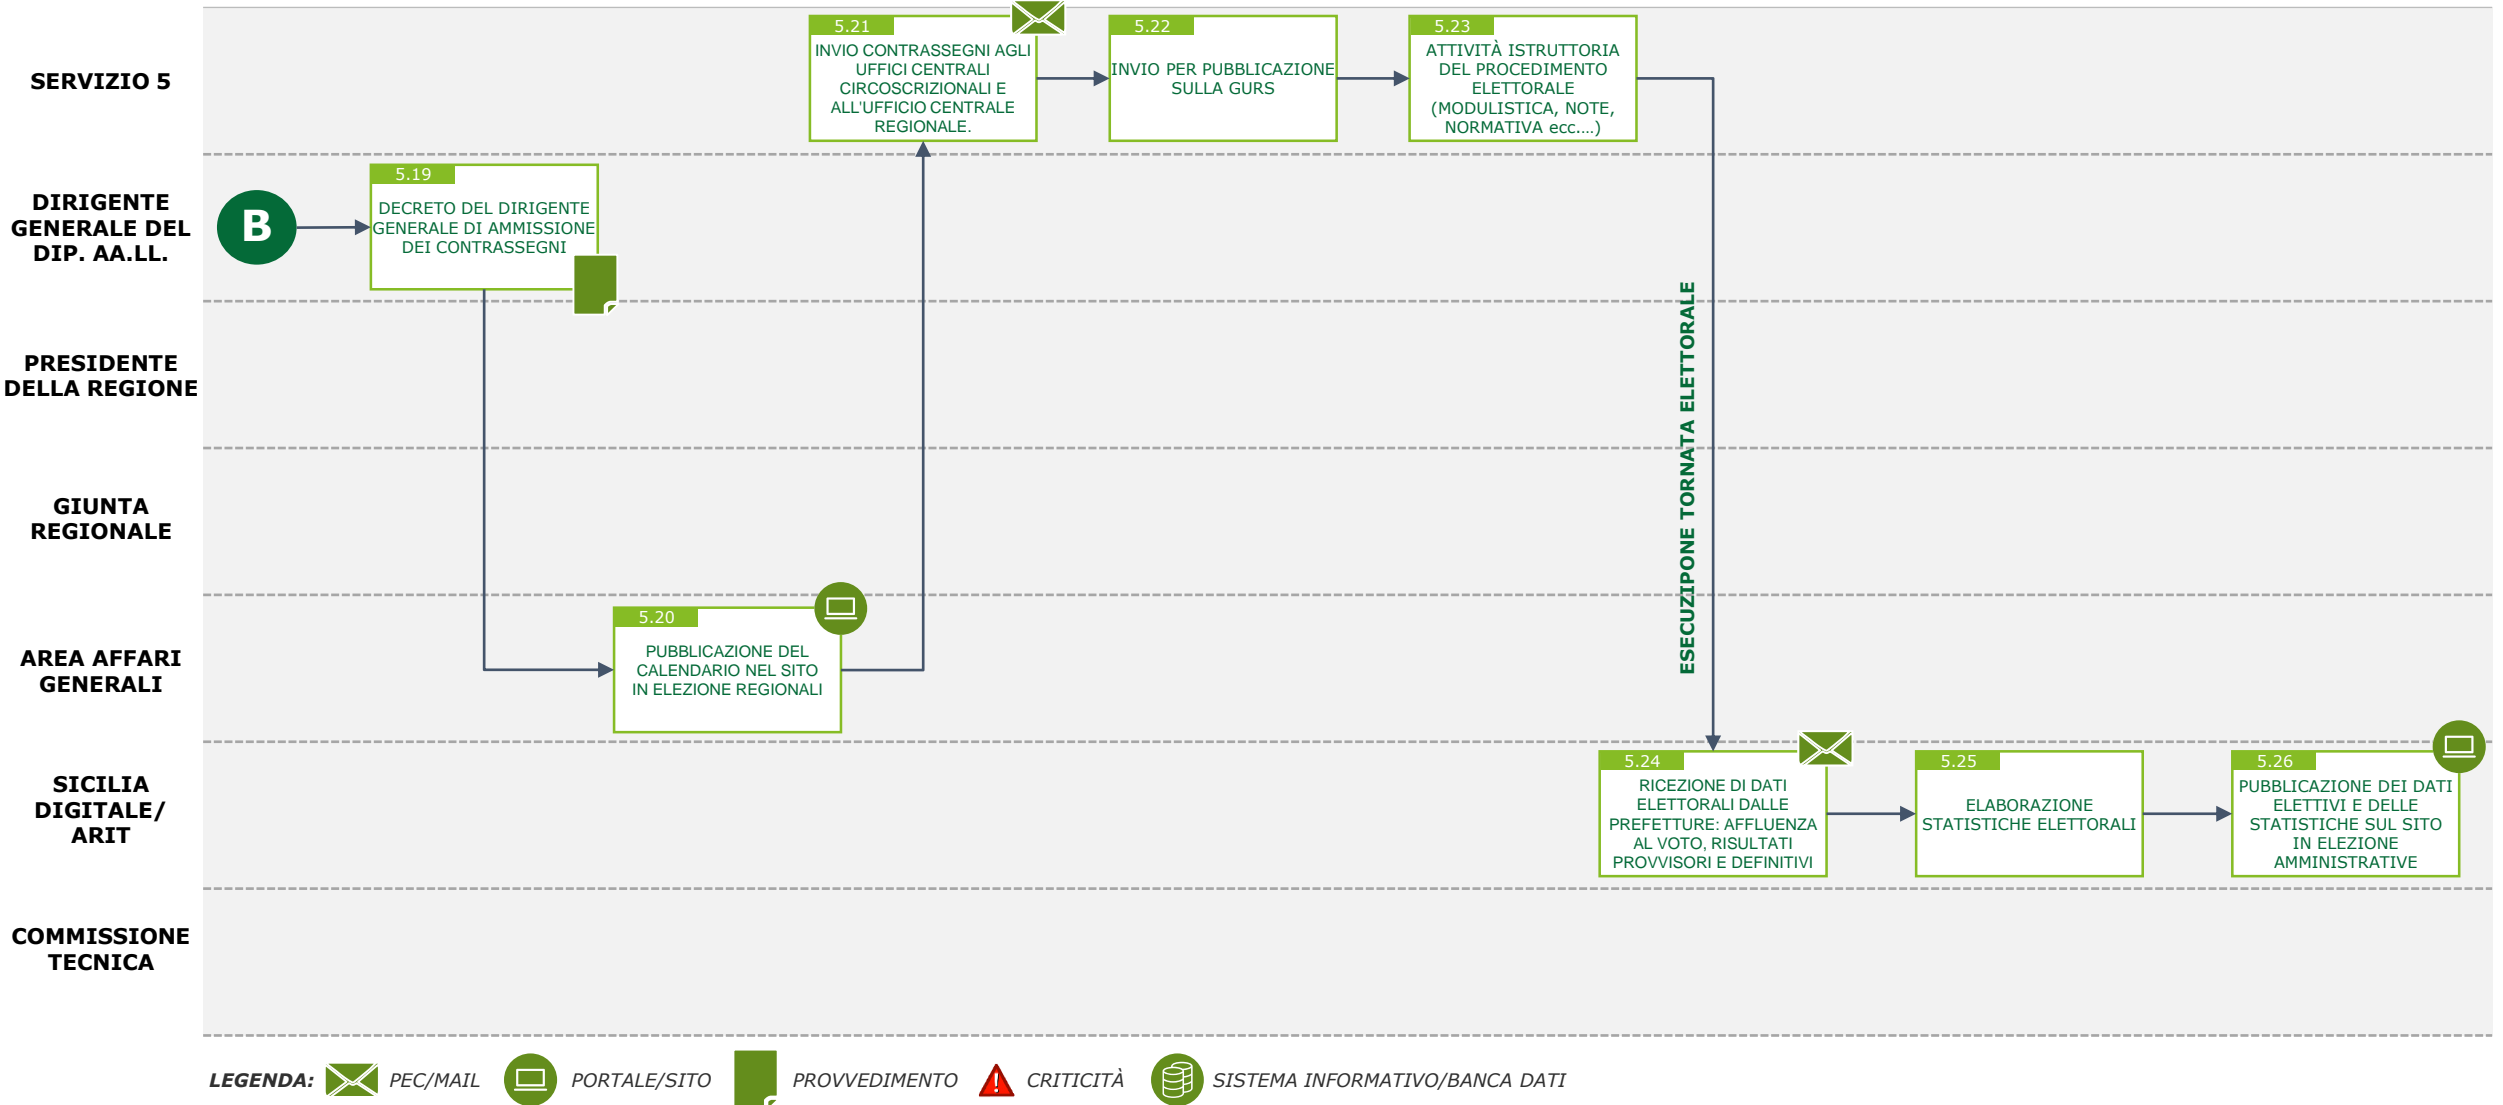 SERVIZIO 5
5.21
INVIO CONTRASSEGNI AGLI
UFFICI CENTRALI
CIRCOSCRIZIONALI E
ALL'UFFICIO CENTRALE
REGIONALE.
5.22
INVIO PER PUBBLICAZIONE
SULLA GURS
5.23
ATTIVITÀ ISTRUTTORIA
DEL PROCEDIMENTO
ELETTORALE
(MODULISTICA, NOTE,
NORMATIVA ecc.…)
DIRIGENTE
GENERALE DEL
DIP. AA.LL.
B
5.19
DECRETO DEL DIRIGENTE
GENERALE DI AMMISSIONE
DEI CONTRASSEGNI
PRESIDENTE
DELLA REGIONE
ESECUZIPONE TORNATA ELETTORALE
GIUNTA
REGIONALE
AREA AFFARI
GENERALI
5.20
PUBBLICAZIONE DEL
CALENDARIO NEL SITO
IN ELEZIONE REGIONALI
SICILIA
DIGITALE/
ARIT
5.24
RICEZIONE DI DATI
ELETTORALI DALLE
PREFETTURE: AFFLUENZA
AL VOTO, RISULTATI
PROVVISORI E DEFINITIVI
5.25
ELABORAZIONE
STATISTICHE ELETTORALI
5.26
PUBBLICAZIONE DEI DATI
ELETTIVI E DELLE
STATISTICHE SUL SITO
IN ELEZIONE
AMMINISTRATIVE
COMMISSIONE
TECNICA
LEGENDA: PEC/MAIL PORTALE/SITO PROVVEDIMENTO CRITICITÀ SISTEMA INFORMATIVO/BANCA DATI